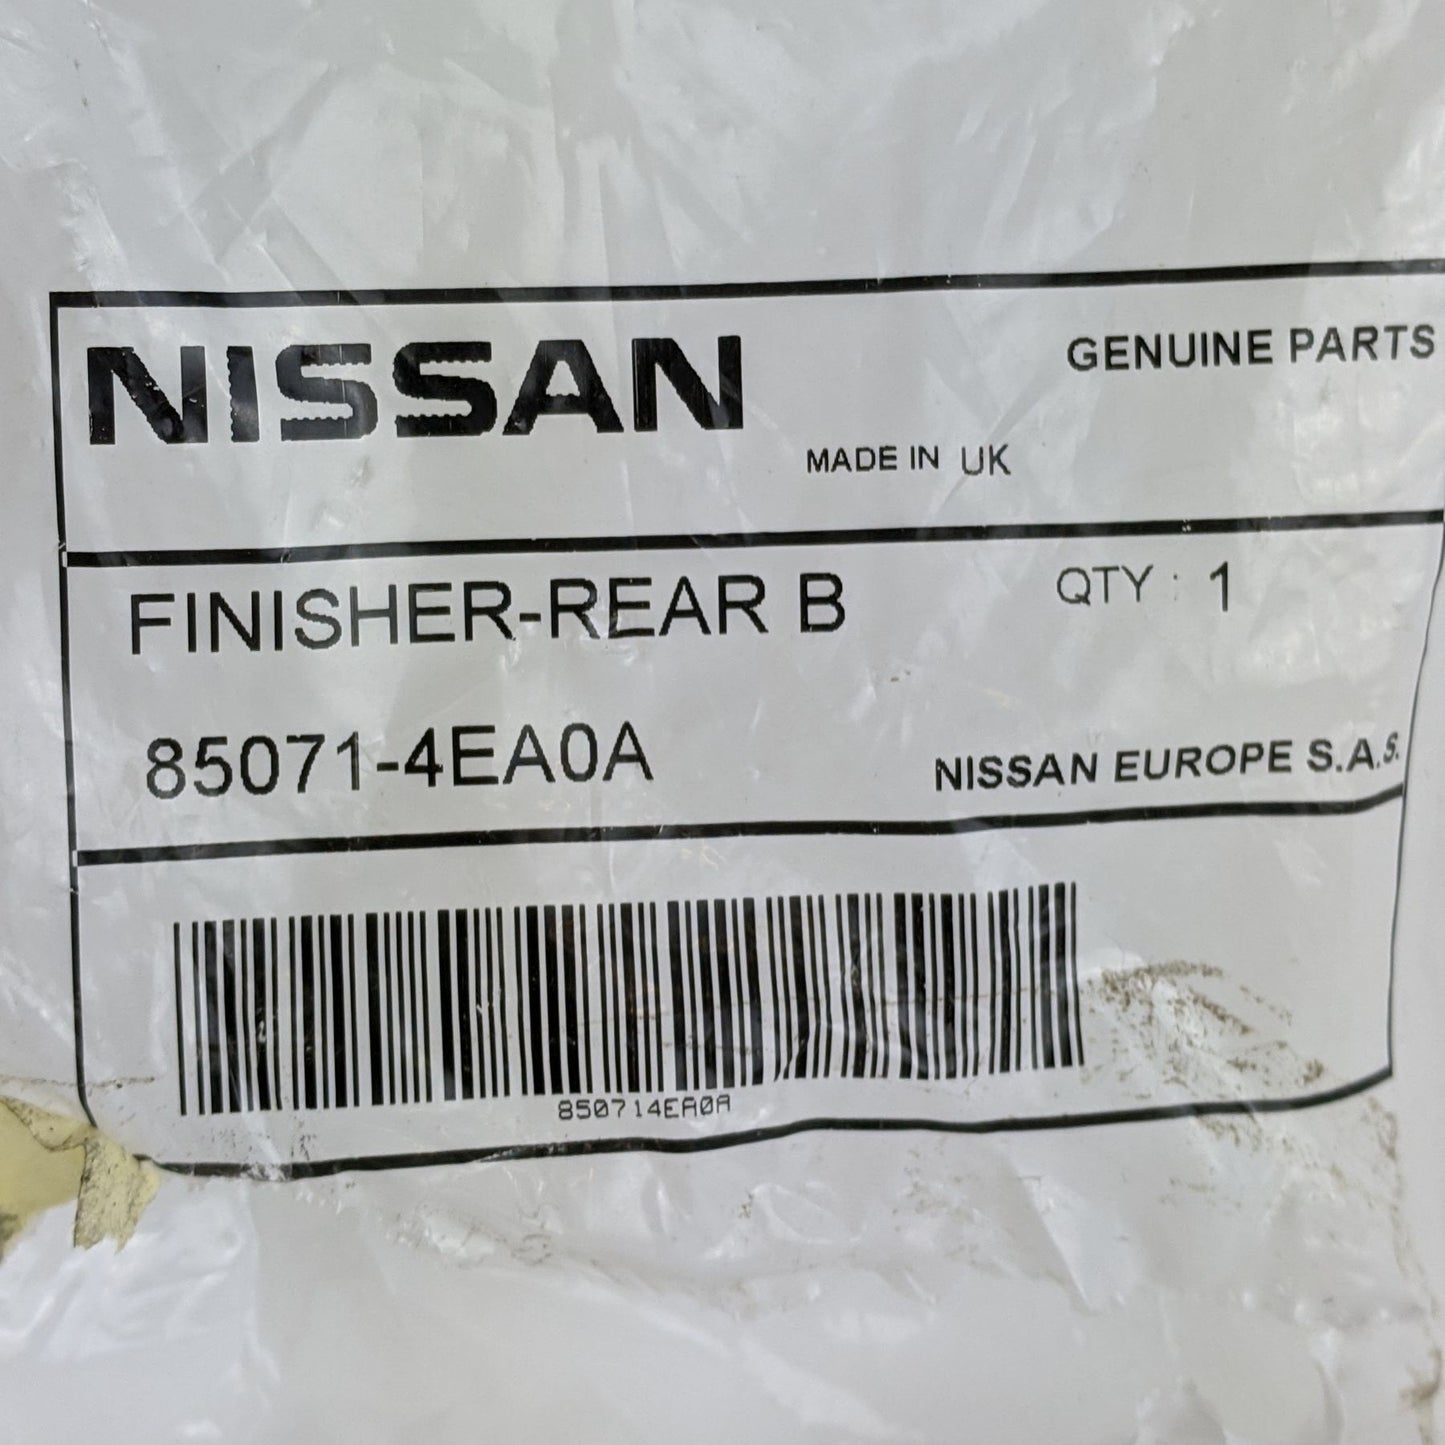 NISSAN
GENUINE PARTS
MADE IN UK
FINISHER-REAR B
QTY : 1
85071-4EA0A
NISSAN EUROPE S.A.S.
850714EA0A